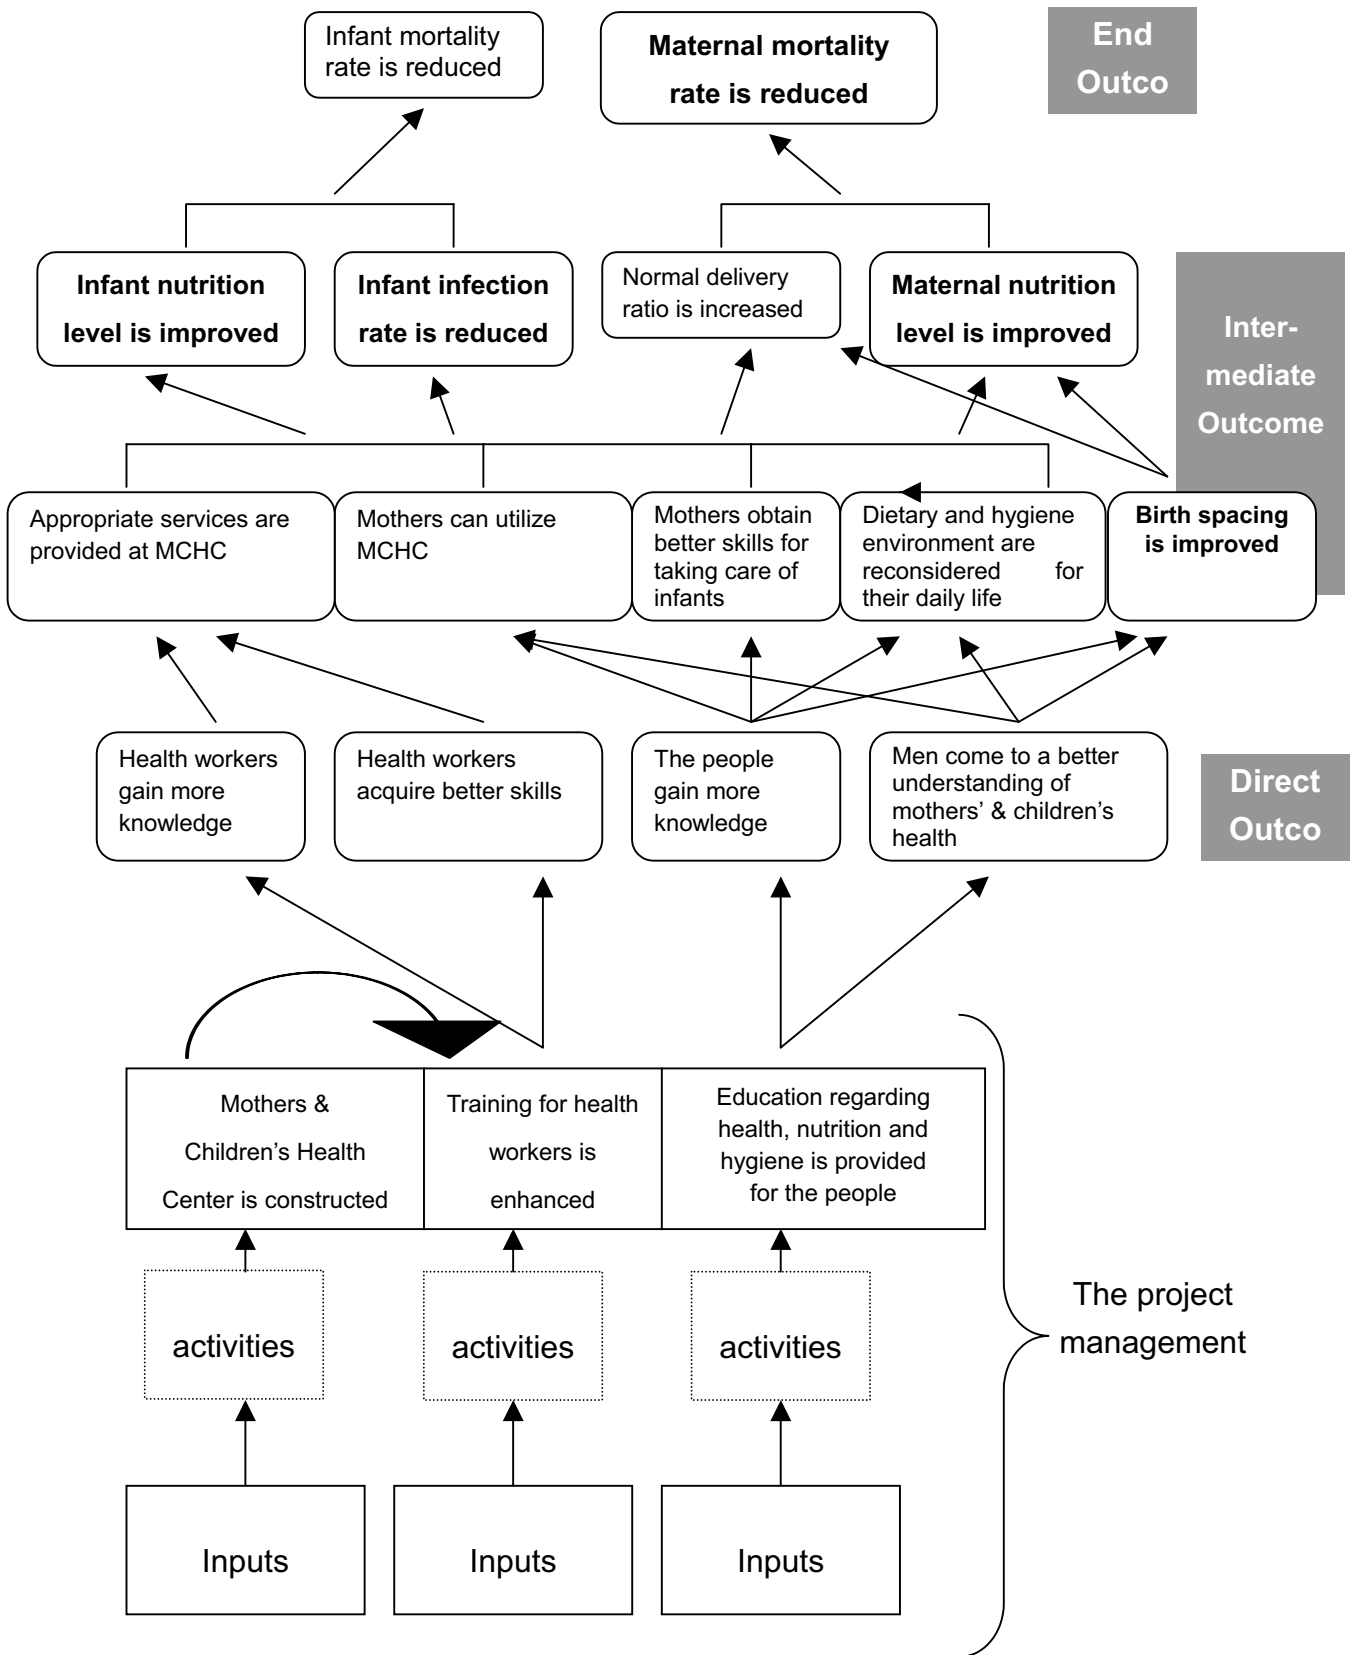 Infant mortality
rate is reduced
Maternal mortality
rate is reduced
End
Outco
Infant nutrition
level is improved
Infant infection
rate is reduced
Normal delivery
ratio is increased
Maternal nutrition
level is improved
Inter-
mediate
Outcome
Appropriate services are
provided at MCHC
Mothers can utilize
MCHC
Mothers obtain
better skills for
taking care of
infants
Dietary and hygiene
environment are
reconsidered for
their daily life
Birth spacing
is improved
Health workers
gain more
knowledge
Health workers
acquire better skills
The people
gain more
knowledge
Men come to a better
understanding of
mothers’ & children’s
health
Direct
Outco
Mothers &
Children’s Health
Center is constructed
Training for health
workers is
enhanced
Education regarding
health, nutrition and
hygiene is provided
for the people
activities
activities
activities
The project
management
Inputs
Inputs
Inputs